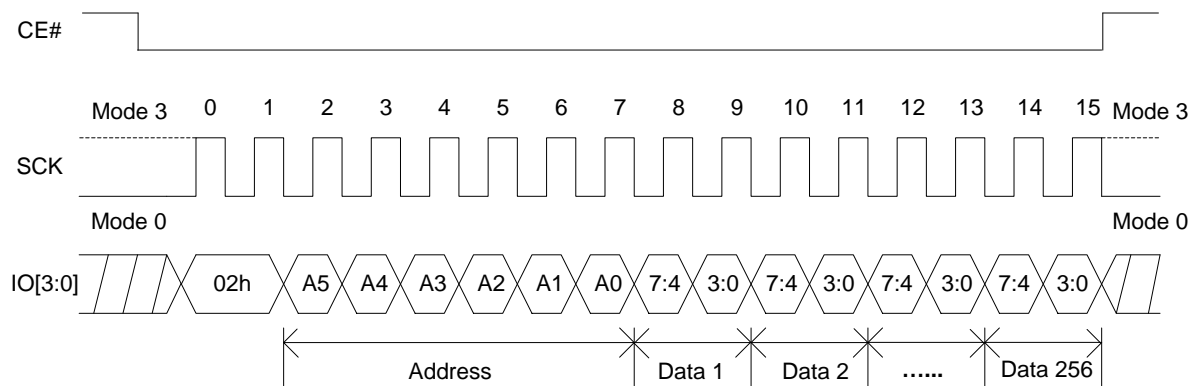 CE#
Mode 3 0 1 2 3 4 5 6 7 8 9 10 11 12 13 14 15 Mode 3
SCK
Mode 0 Mode 0
IO[3:0] 02h A5 A4 A3 A2 A1 A0 7:4 3:0 7:4 3:0 7:4 3:0 7:4 3:0
Address Data 1 Data 2 …... Data 256